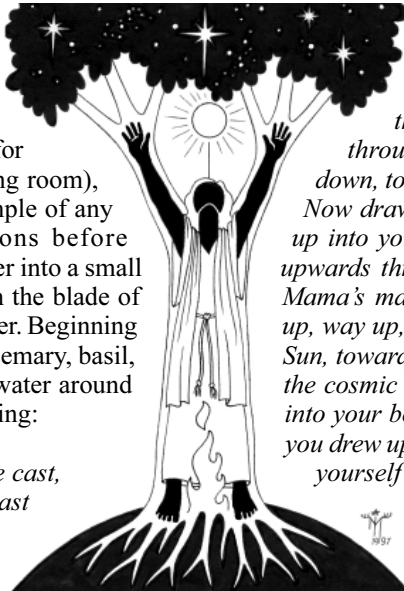 for
ng room),
mple of any
ons before
er into a small
n the blade of
er. Beginning
emary, basil,
water around
ing:
e cast,
ast
th
throu
down, to
Now draw
up into yo
upwards thr
Mama's ma
up, way up,
Sun, toward
the cosmic
into your be
you drew up
yourself
1997